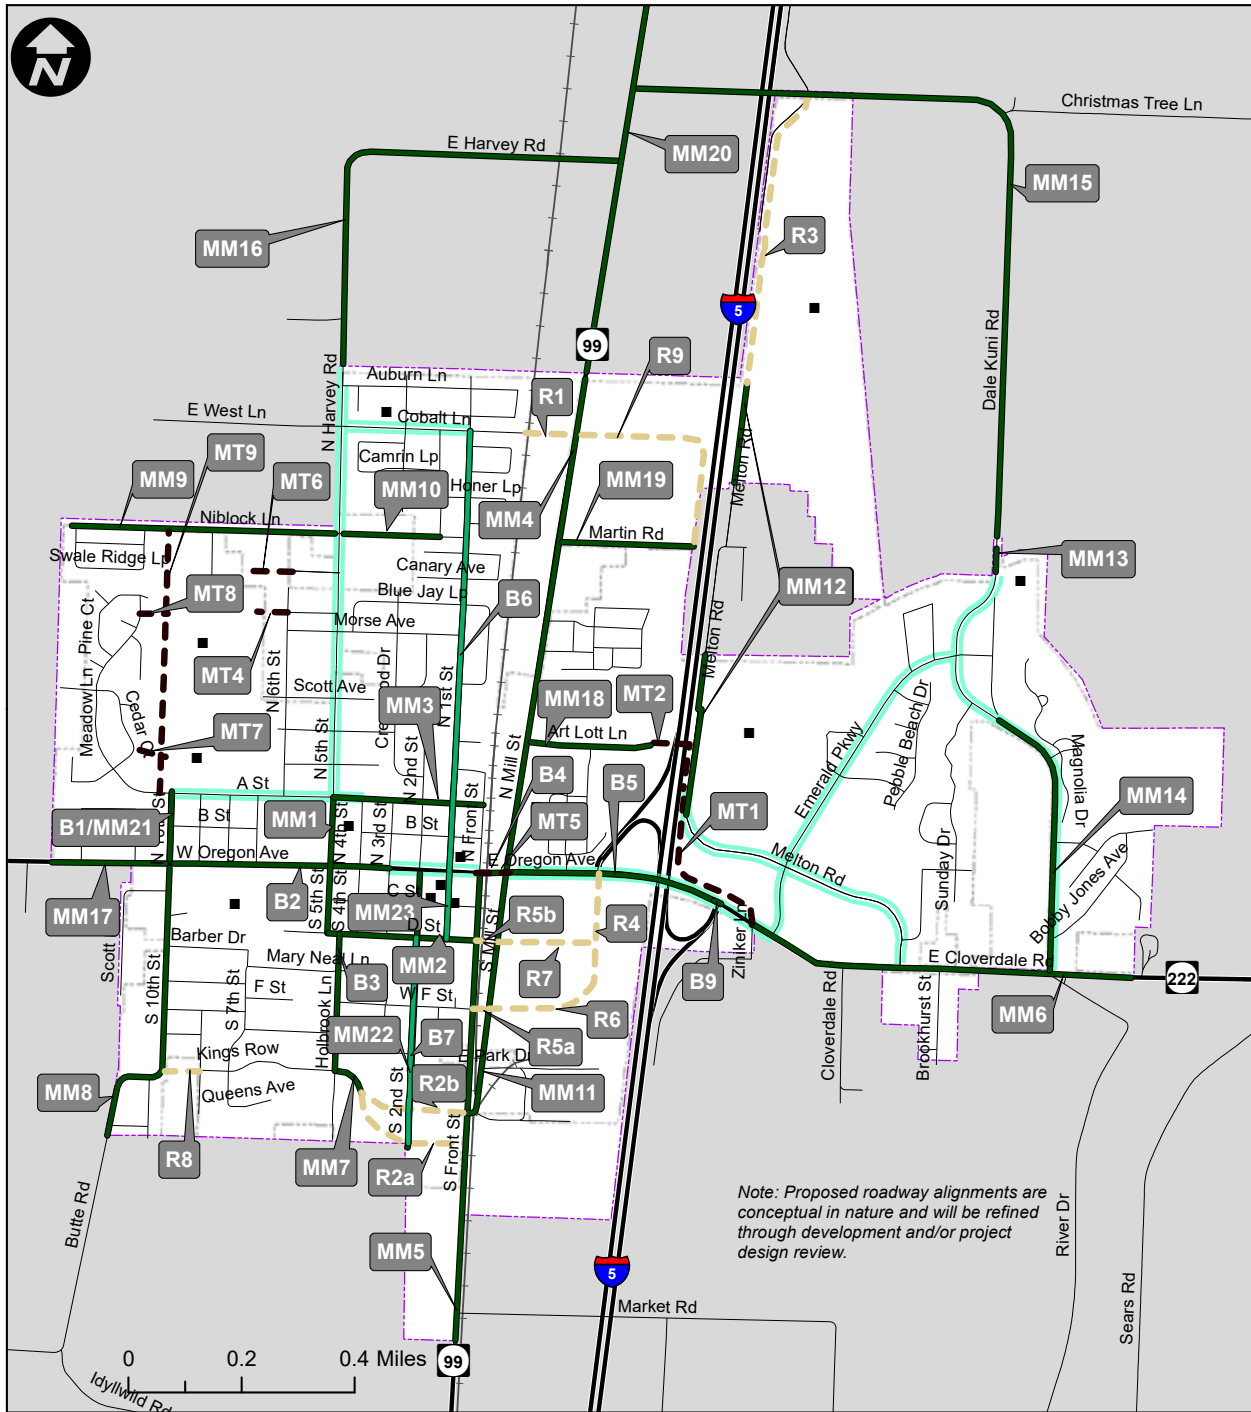 N
Christmas Tree Ln
E Harvey Rd
MM20
MM15
MM16
R3
5
99
R9
Dale Kuni Rd
Auburn Ln
R1
E West Ln
Cobalt Ln
N Harvey Rd
MT9
MT6
Camrin Lp
MM9
MM10
Honer Lp
MM19
Melton Rd
MM4
Niblock Ln
Martin Rd
Swale Ridge Lp
Canary Ave
MM13
MT8
Blue Jay Lp
B6
MM12
Pine Ct
Morse Ave
MT4
N 6th St
Melton Rd
Scott Ave
MM3
N 1st St
MM18
MT2
Meadow Ln
Cedar Ct
MT7
N 5th St
N 2nd St
N Mill St
Art Lott Ln
Emerald Pkwy
Pebble Beach Dr
Magnolia Dr
A St
B4
B5
MM14
B1/MM21
B St
MM1
N 4th St
N 3rd St
B St
N Front St
MT5
MT1
W Oregon Ave
E Oregon Ave
Melton Rd
Sunday Dr
Bobby Jones Ave
MM17
B2
S 5th St
S 4th St
C St
MM23
D St
S Mill St
R5b
R4
Scott
Barber Dr
Mary Neal Ln
MM2
R7
B9
Ziniker Ln
E Cloverdale Rd
222
S 10th St
S 7th St
F St
B3
W F St
R6
Cloverdale Rd
Brookhurst St
MM6
Holbrook Ln
MM22
B7
R5a
Kings Row
E Park Dr
MM8
Queens Ave
S 2nd St
R2b
MM11
R8
MM7
R2a
S Front St
Note: Proposed roadway alignments are
conceptual in nature and will be refined
through development and/or project
design review.
Butte Rd
MM5
River Dr
5
Sears Rd
Market Rd
0 0.2 0.4 Miles
99
Idyllwild Rd